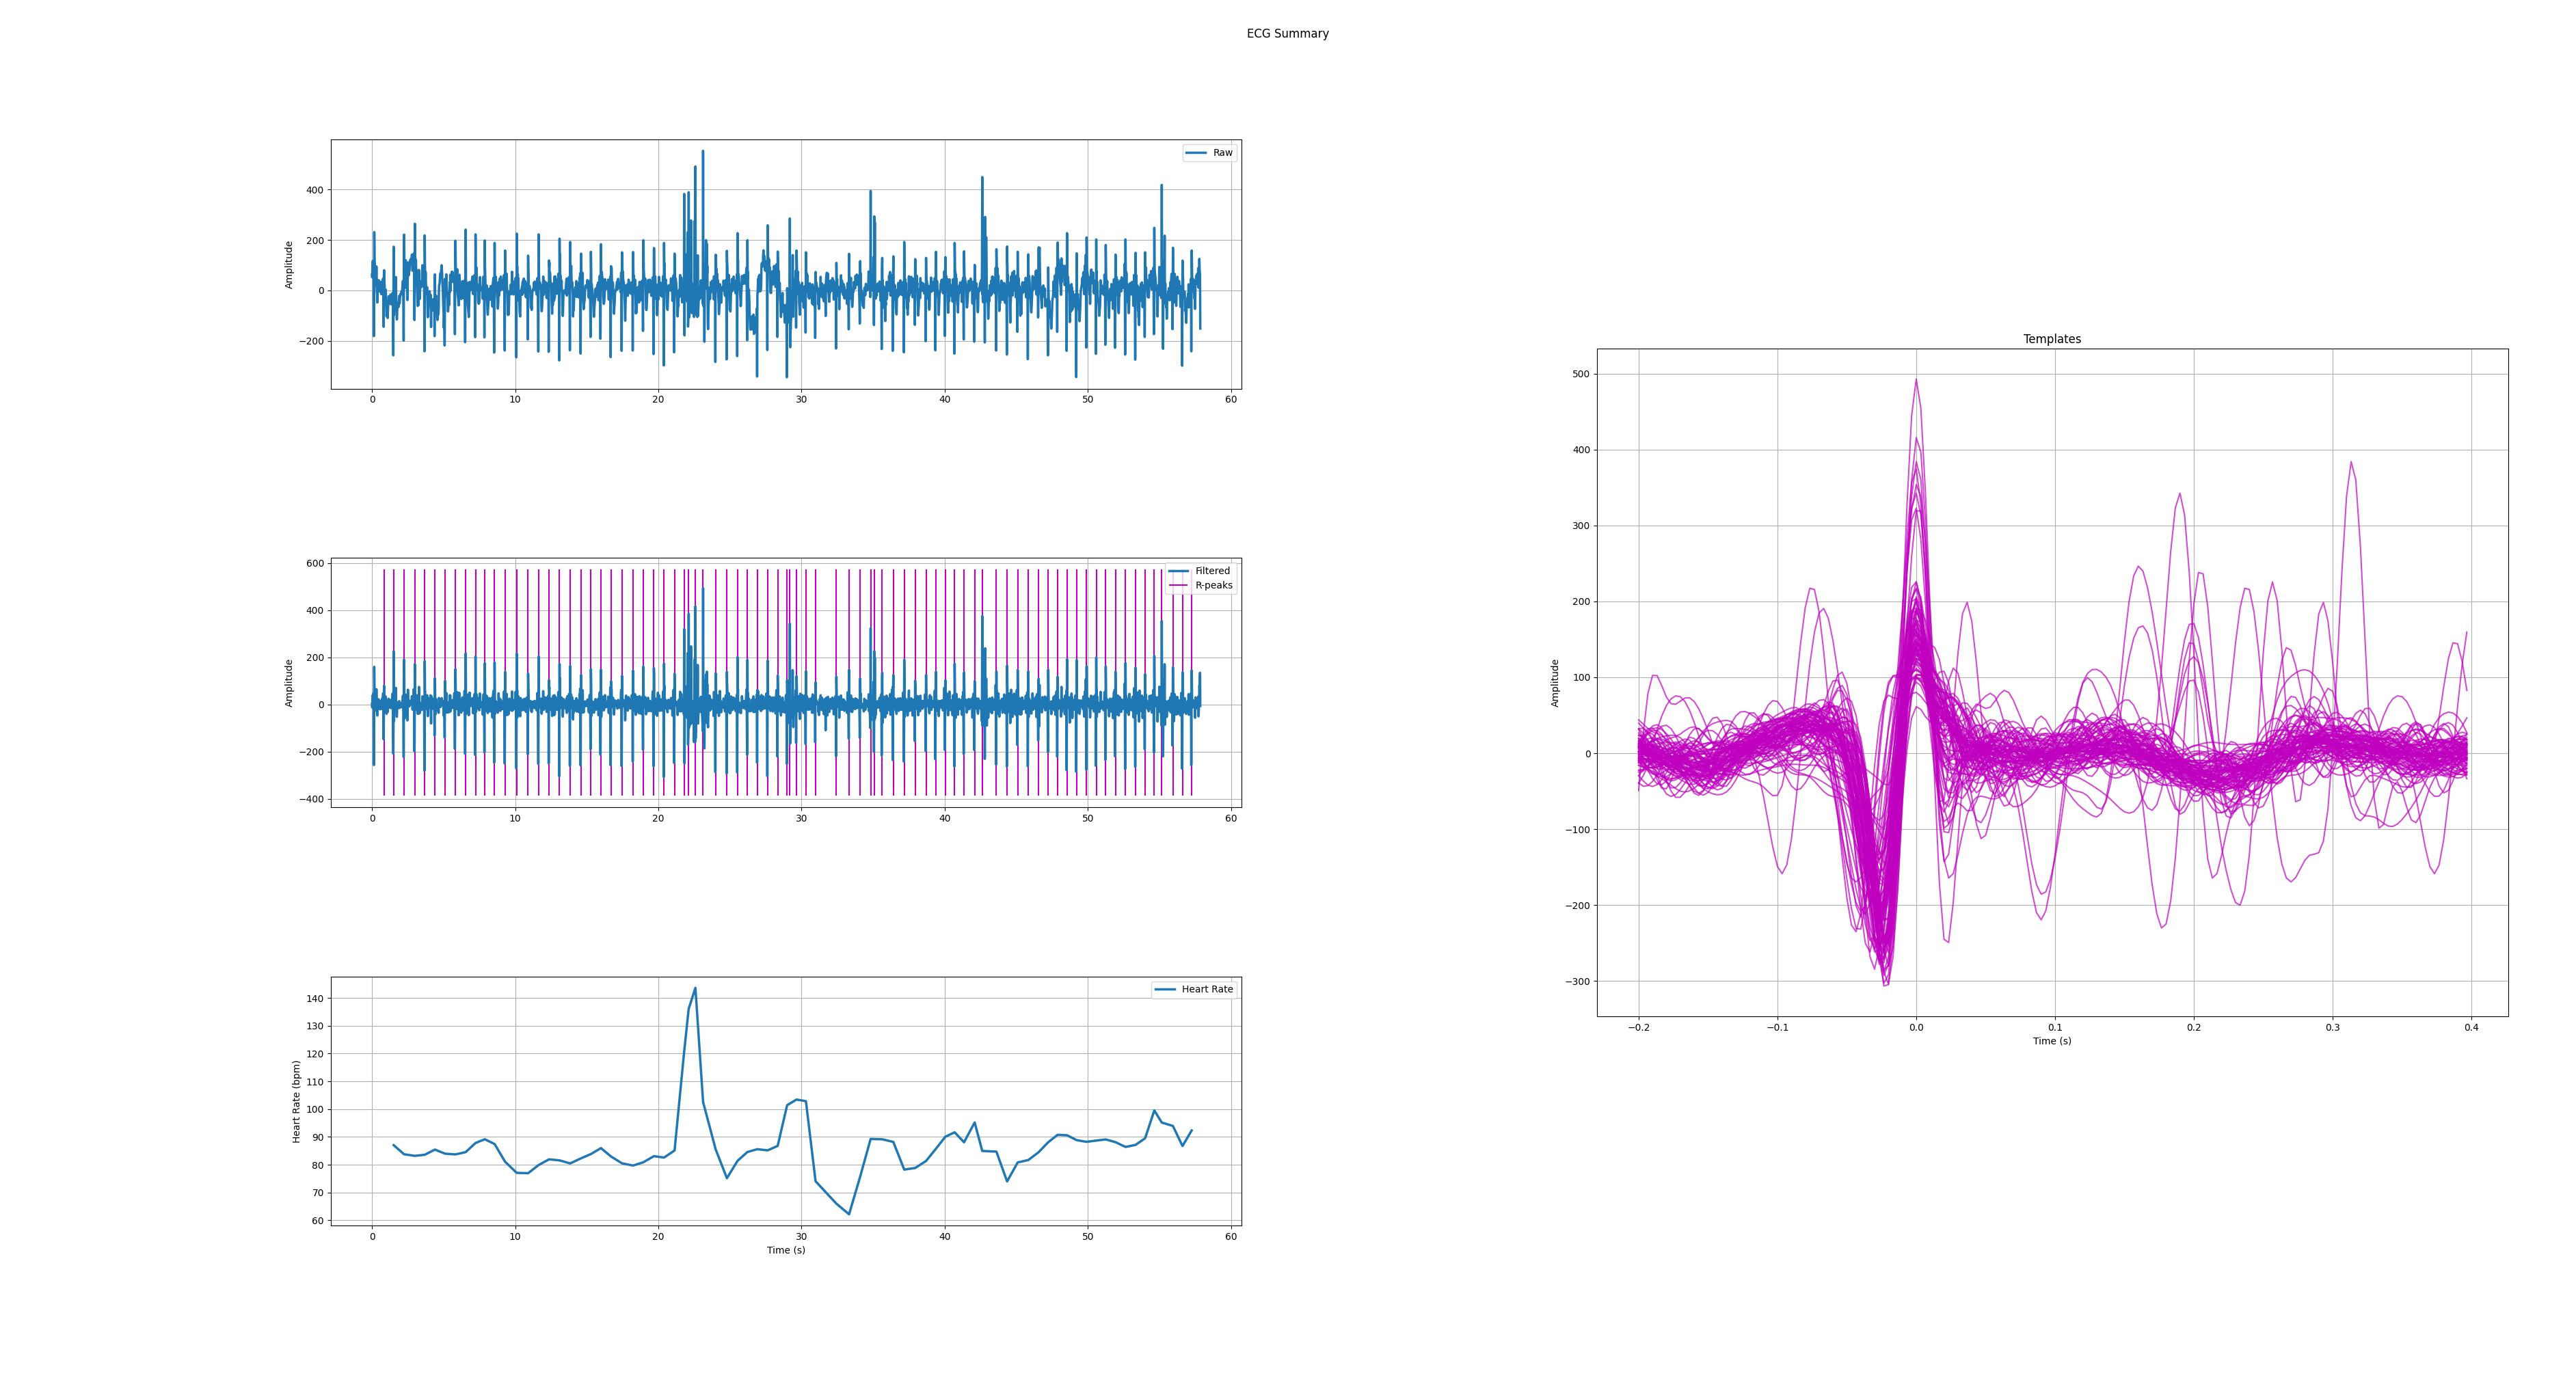 ECG Summary
Raw
Amplitude
400
200
0
−200
0 10 20 30 40 50 60
Filtered
R-peaks
Amplitude
600
400
200
0
−200
−400
0 10 20 30 40 50 60
Heart Rate
Heart Rate (bpm)
140
130
120
110
100
90
80
70
60
0 10 20 30 40 50 60
Time (s)
Templates
Amplitude
500
400
300
200
100
0
−100
−200
−300
−0.2 −0.1 0.0 0.1 0.2 0.3 0.4
Time (s)